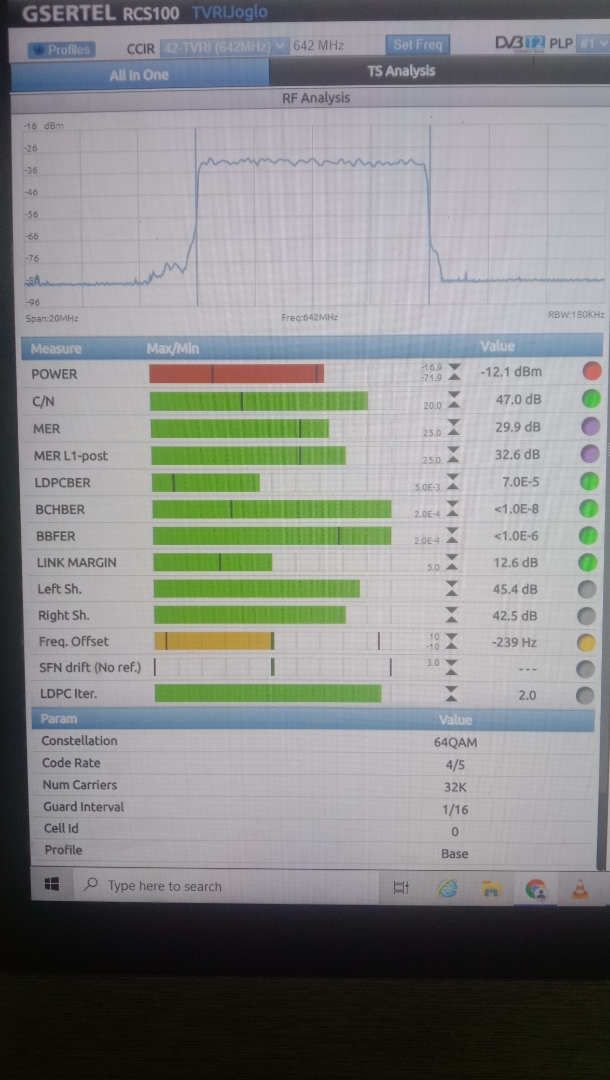 GSERTEL RCS100 TVRIJoglo
Profiles CCIR 42-TVRI (642MHz) 642 MHz Set Freq DVB T2 PLP #1
All In One TS Analysis
RF Analysis
-16 dBm
-26
-36
-46
-56
-66
-76
-96
Span:20MHz Freq:642MHz RBW:180KHz
Measure Max/Min Value
POWER -16.9 -71.9 -12.1 dBm
C/N 20.0 47.0 dB
MER 25.0 29.9 dB
MER L1-post 25.0 32.6 dB
LDPCBER 5.0E-3 7.0E-5
BCHBER 2.0E-4 <1.0E-8
BBFER 2.0E-4 <1.0E-6
LINK MARGIN 5.0 12.6 dB
Left Sh. 45.4 dB
Right Sh. 42.5 dB
Freq. Offset 10 -10 -239 Hz
SFN drift (No ref.) 3.0 ---
LDPC Iter. 2.0
Param Value
Constellation 64QAM
Code Rate 4/5
Num Carriers 32K
Guard Interval 1/16
Cell Id 0
Profile Base
Type here to search